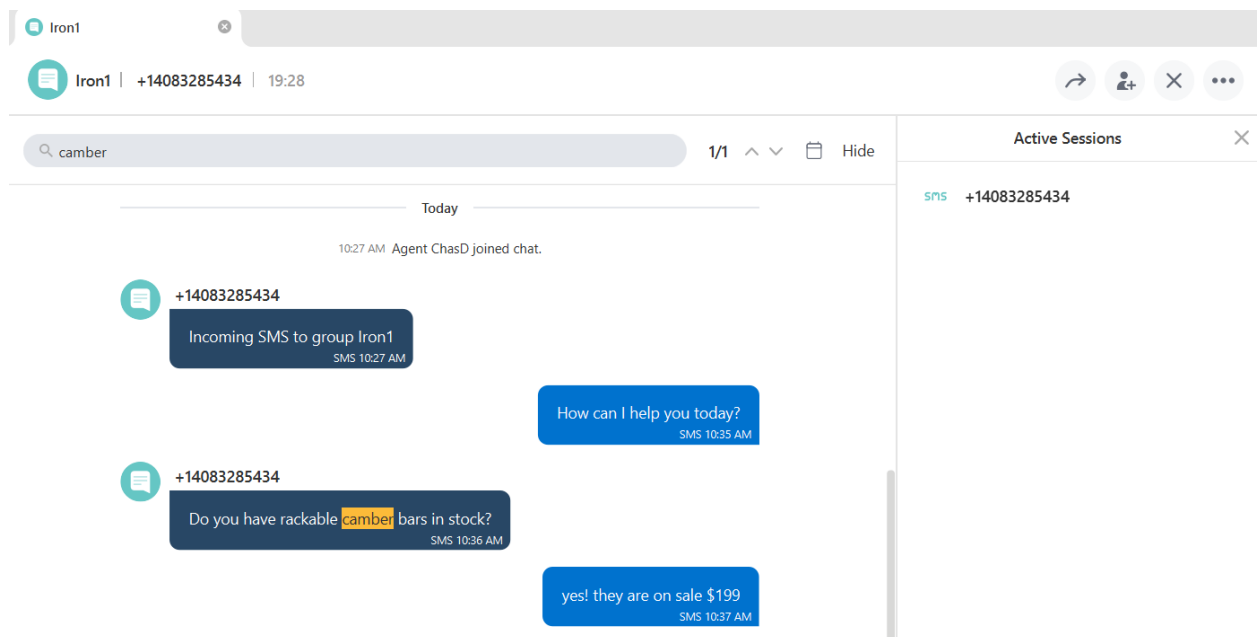 Iron1
Iron1 | +14083285434 | 19:28
camber
1/1
Hide
Active Sessions
sms +14083285434
Today
10:27 AM Agent ChasD joined chat.
+14083285434
Incoming SMS to group Iron1
SMS 10:27 AM
How can I help you today?
SMS 10:35 AM
+14083285434
Do you have rackable camber bars in stock?
SMS 10:36 AM
yes! they are on sale $199
SMS 10:37 AM